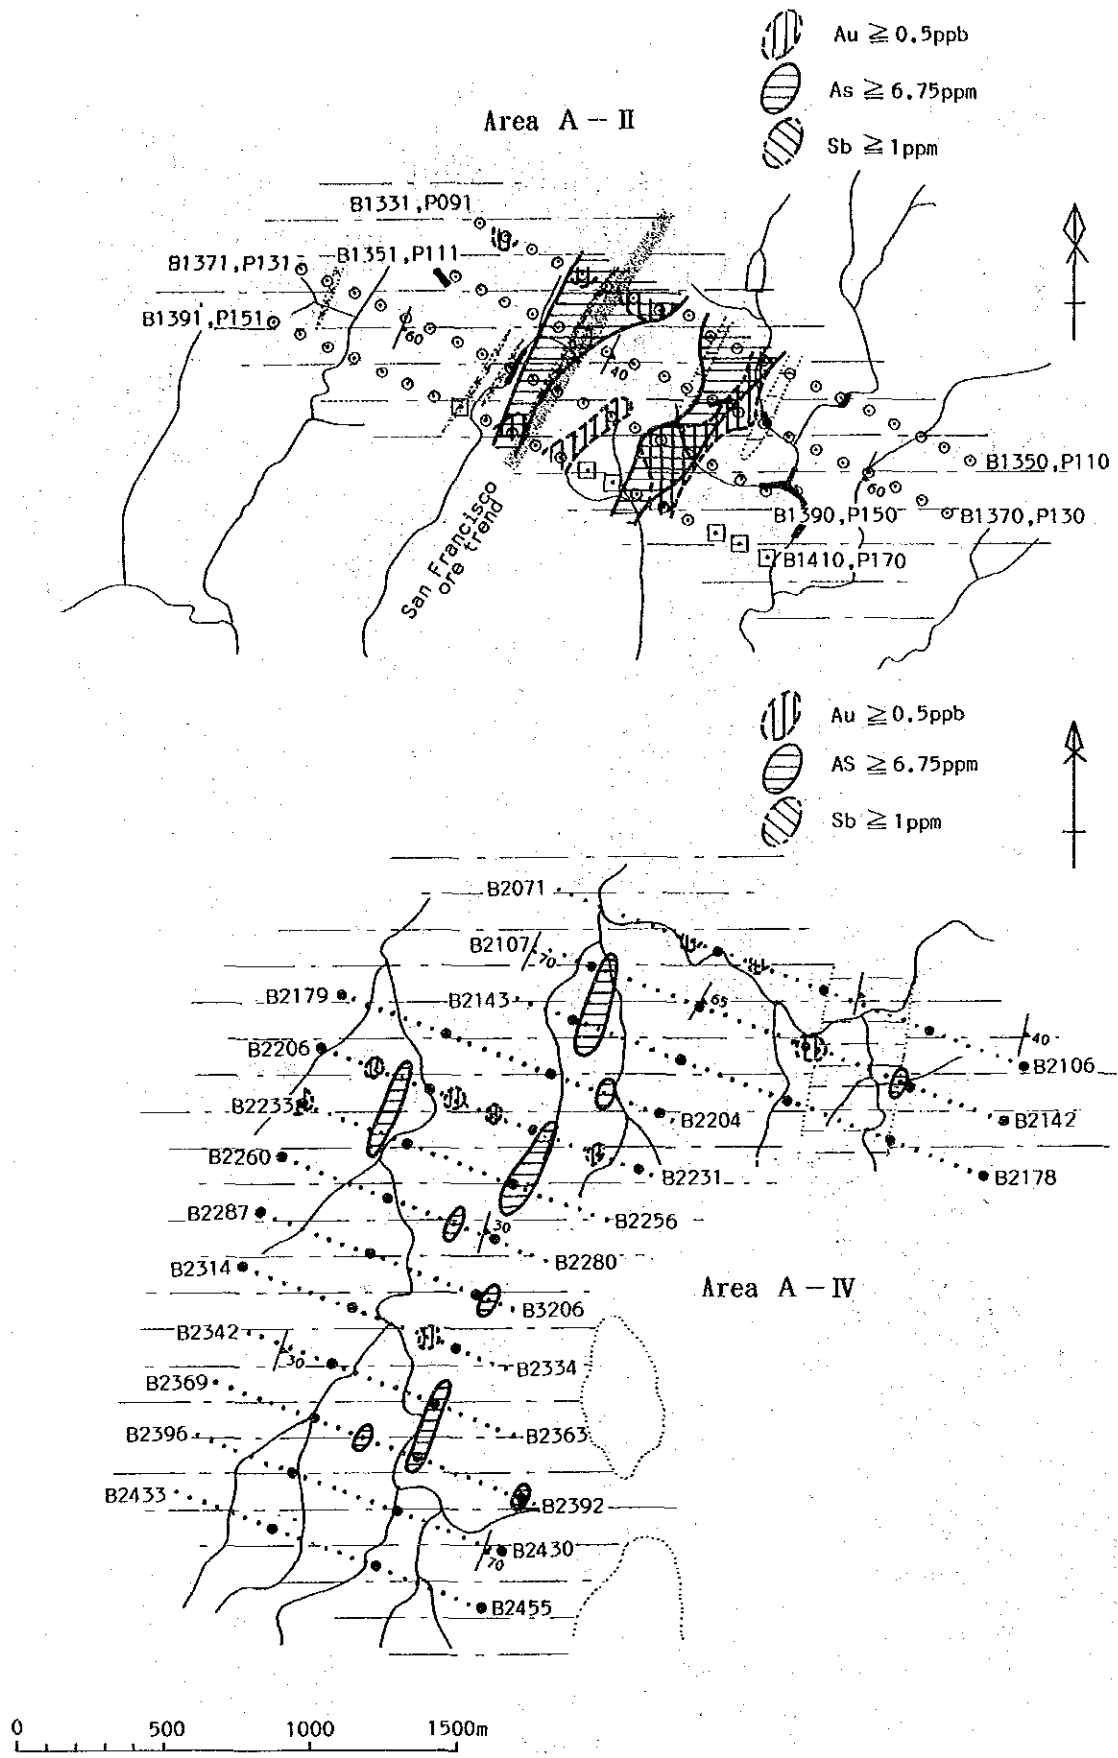 Au ≧ 0.5ppb
As ≧ 6.75ppm
Sb ≧ 1ppm
Area A - II
B1331,P091
B1371,P131
B1351,P111
B1391,P151
60
40
B1350,P110
60
B1390,P150
B1370,P130
B1410,P170
San Francisco
ore trend
Au ≧ 0.5ppb
AS ≧ 6.75ppm
Sb ≧ 1ppm
B2071
B2107
70
B2179
B2143
65
B2206
40
B2106
B2233
B2204
B2142
B2260
B2231
B2178
B2287
B2256
30
B2280
B2314
Area A - IV
B3206
B2342
30
B2334
B2369
B2396
B2363
B2433
B2392
B2430
70
B2455
0 500 1000 1500m